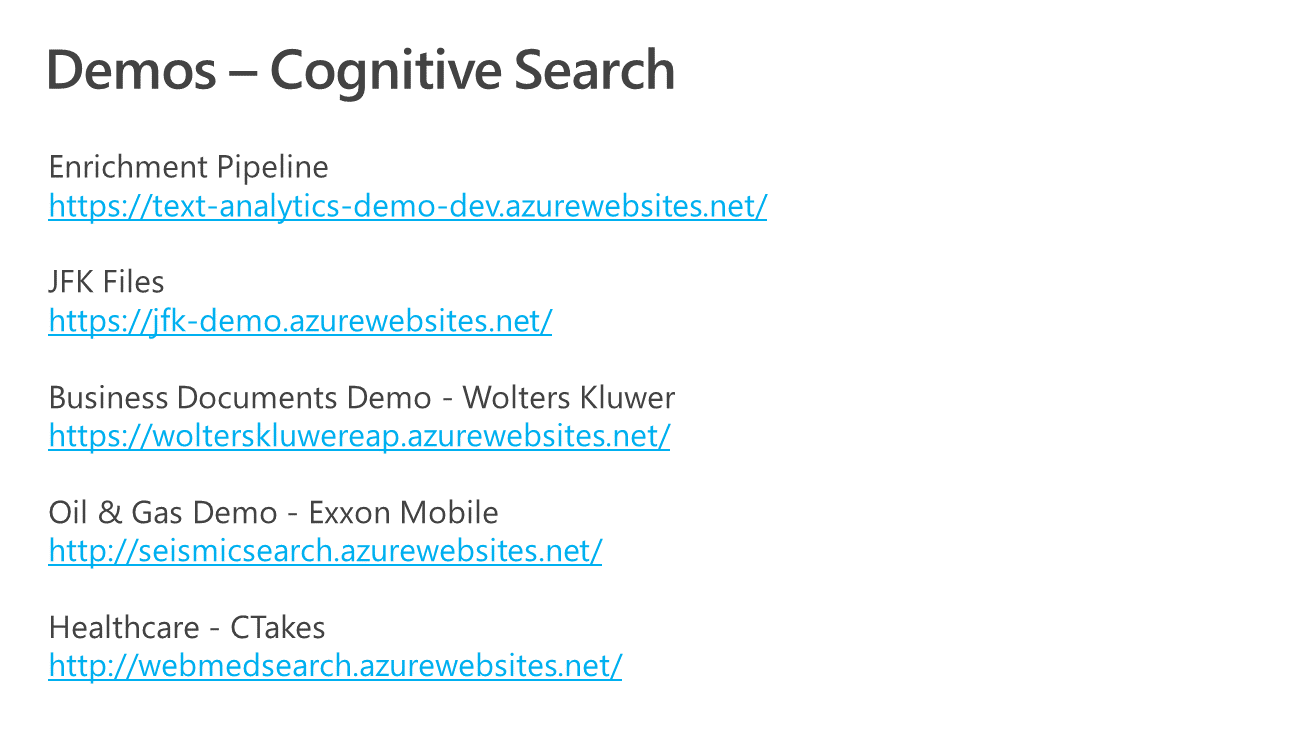 Demos – Cognitive Search
Enrichment Pipeline
https://text-analytics-demo-dev.azurewebsites.net/
JFK Files
https://jfk-demo.azurewebsites.net/
Business Documents Demo - Wolters Kluwer
https://wolterskluwereap.azurewebsites.net/
Oil & Gas Demo - Exxon Mobile
http://seismicsearch.azurewebsites.net/
Healthcare - CTakes
http://webmedsearch.azurewebsites.net/